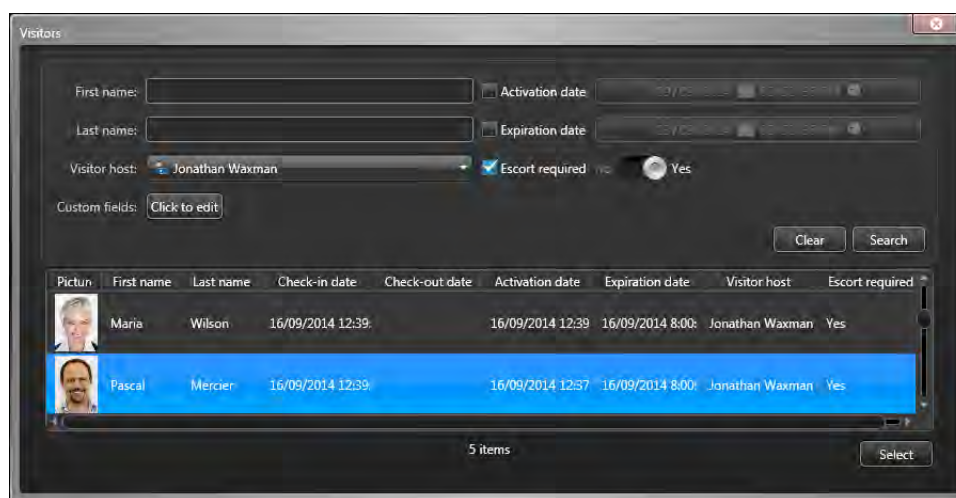 Visitors
First name:
Activation date
Last name:
Expiration date
Visitor host: Jonathan Waxman
Escort required Yes
Custom fields: Click to edit
Clear Search
Pictur First name Last name Check-in date Check-out date Activation date Expiration date Visitor host Escort required
Maria Wilson 16/09/2014 12:39: 16/09/2014 12:39 16/09/2014 8:00: Jonathan Waxman Yes
Pascal Mercier 16/09/2014 12:39: 16/09/2014 12:37 16/09/2014 8:00: Jonathan Waxman Yes
5 items
Select